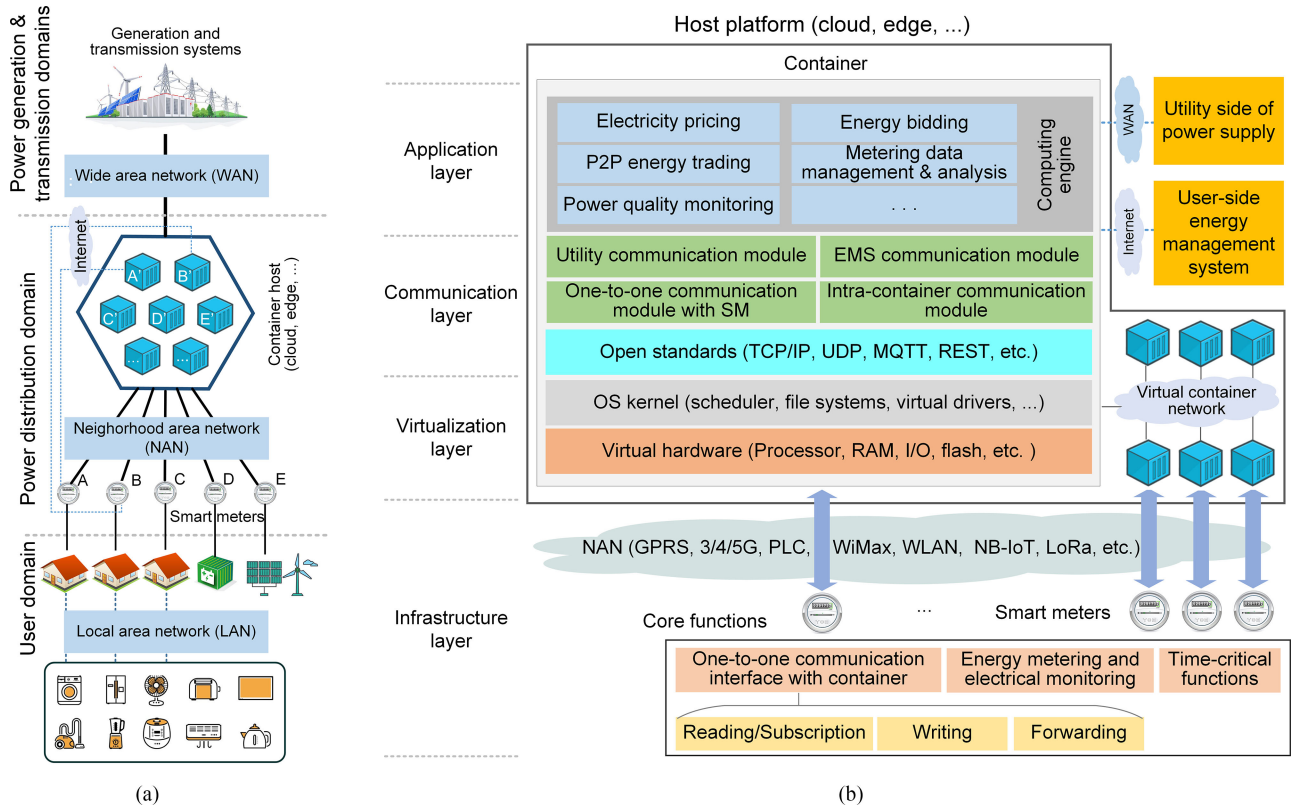 Power generation &
transmission domains
Generation and
transmission systems
Wide area network (WAN)
Internet
A'
B'
C'
D'
E'
...
...
Container host
(cloud, edge, ...)
Power distribution domain
Neighorhood area network
(NAN)
A
B
C
D
E
Smart meters
User domain
Local area network (LAN)
(a)
Host platform (cloud, edge, ...)
Container
Application
layer
Electricity pricing
Energy bidding
P2P energy trading
Metering data
management & analysis
Power quality monitoring
. . .
Computing
engine
WAN
Utility side of
power supply
Internet
User-side
energy
management
system
Communication
layer
Utility communication module
EMS communication module
One-to-one communication
module with SM
Intra-container communication
module
Open standards (TCP/IP, UDP, MQTT, REST, etc.)
Virtualization
layer
OS kernel (scheduler, file systems, virtual drivers, ...)
Virtual hardware (Processor, RAM, I/O, flash, etc. )
Virtual container
network
NAN (GPRS, 3/4/5G, PLC, WiMax, WLAN, NB-IoT, LoRa, etc.)
Infrastructure
layer
Core functions
...
Smart meters
One-to-one communication
interface with container
Energy metering and
electrical monitoring
Time-critical
functions
Reading/Subscription
Writing
Forwarding
(b)